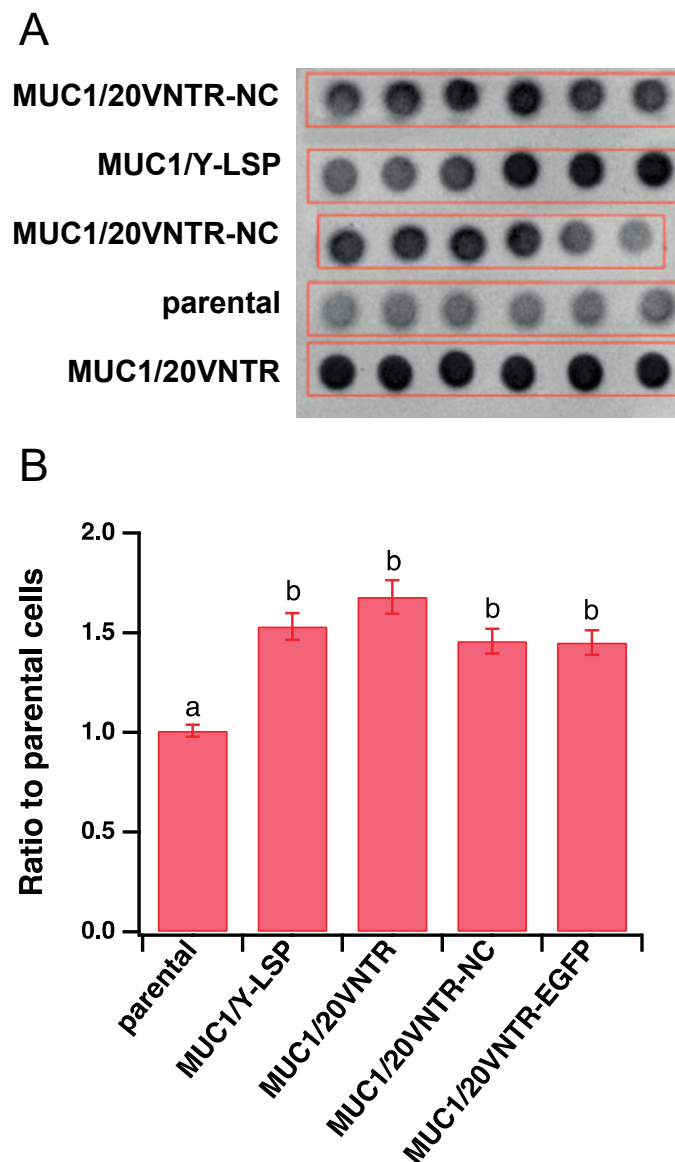 A
MUC1/20VNTR-NC
MUC1/Y-LSP
MUC1/20VNTR-NC
parental
MUC1/20VNTR
B
Ratio to parental cells
2.0
1.5
1.0
0.5
0.0
a
b
b
b
b
parental
MUC1/Y-LSP
MUC1/20VNTR
MUC1/20VNTR-NC
MUC1/20VNTR-EGFP